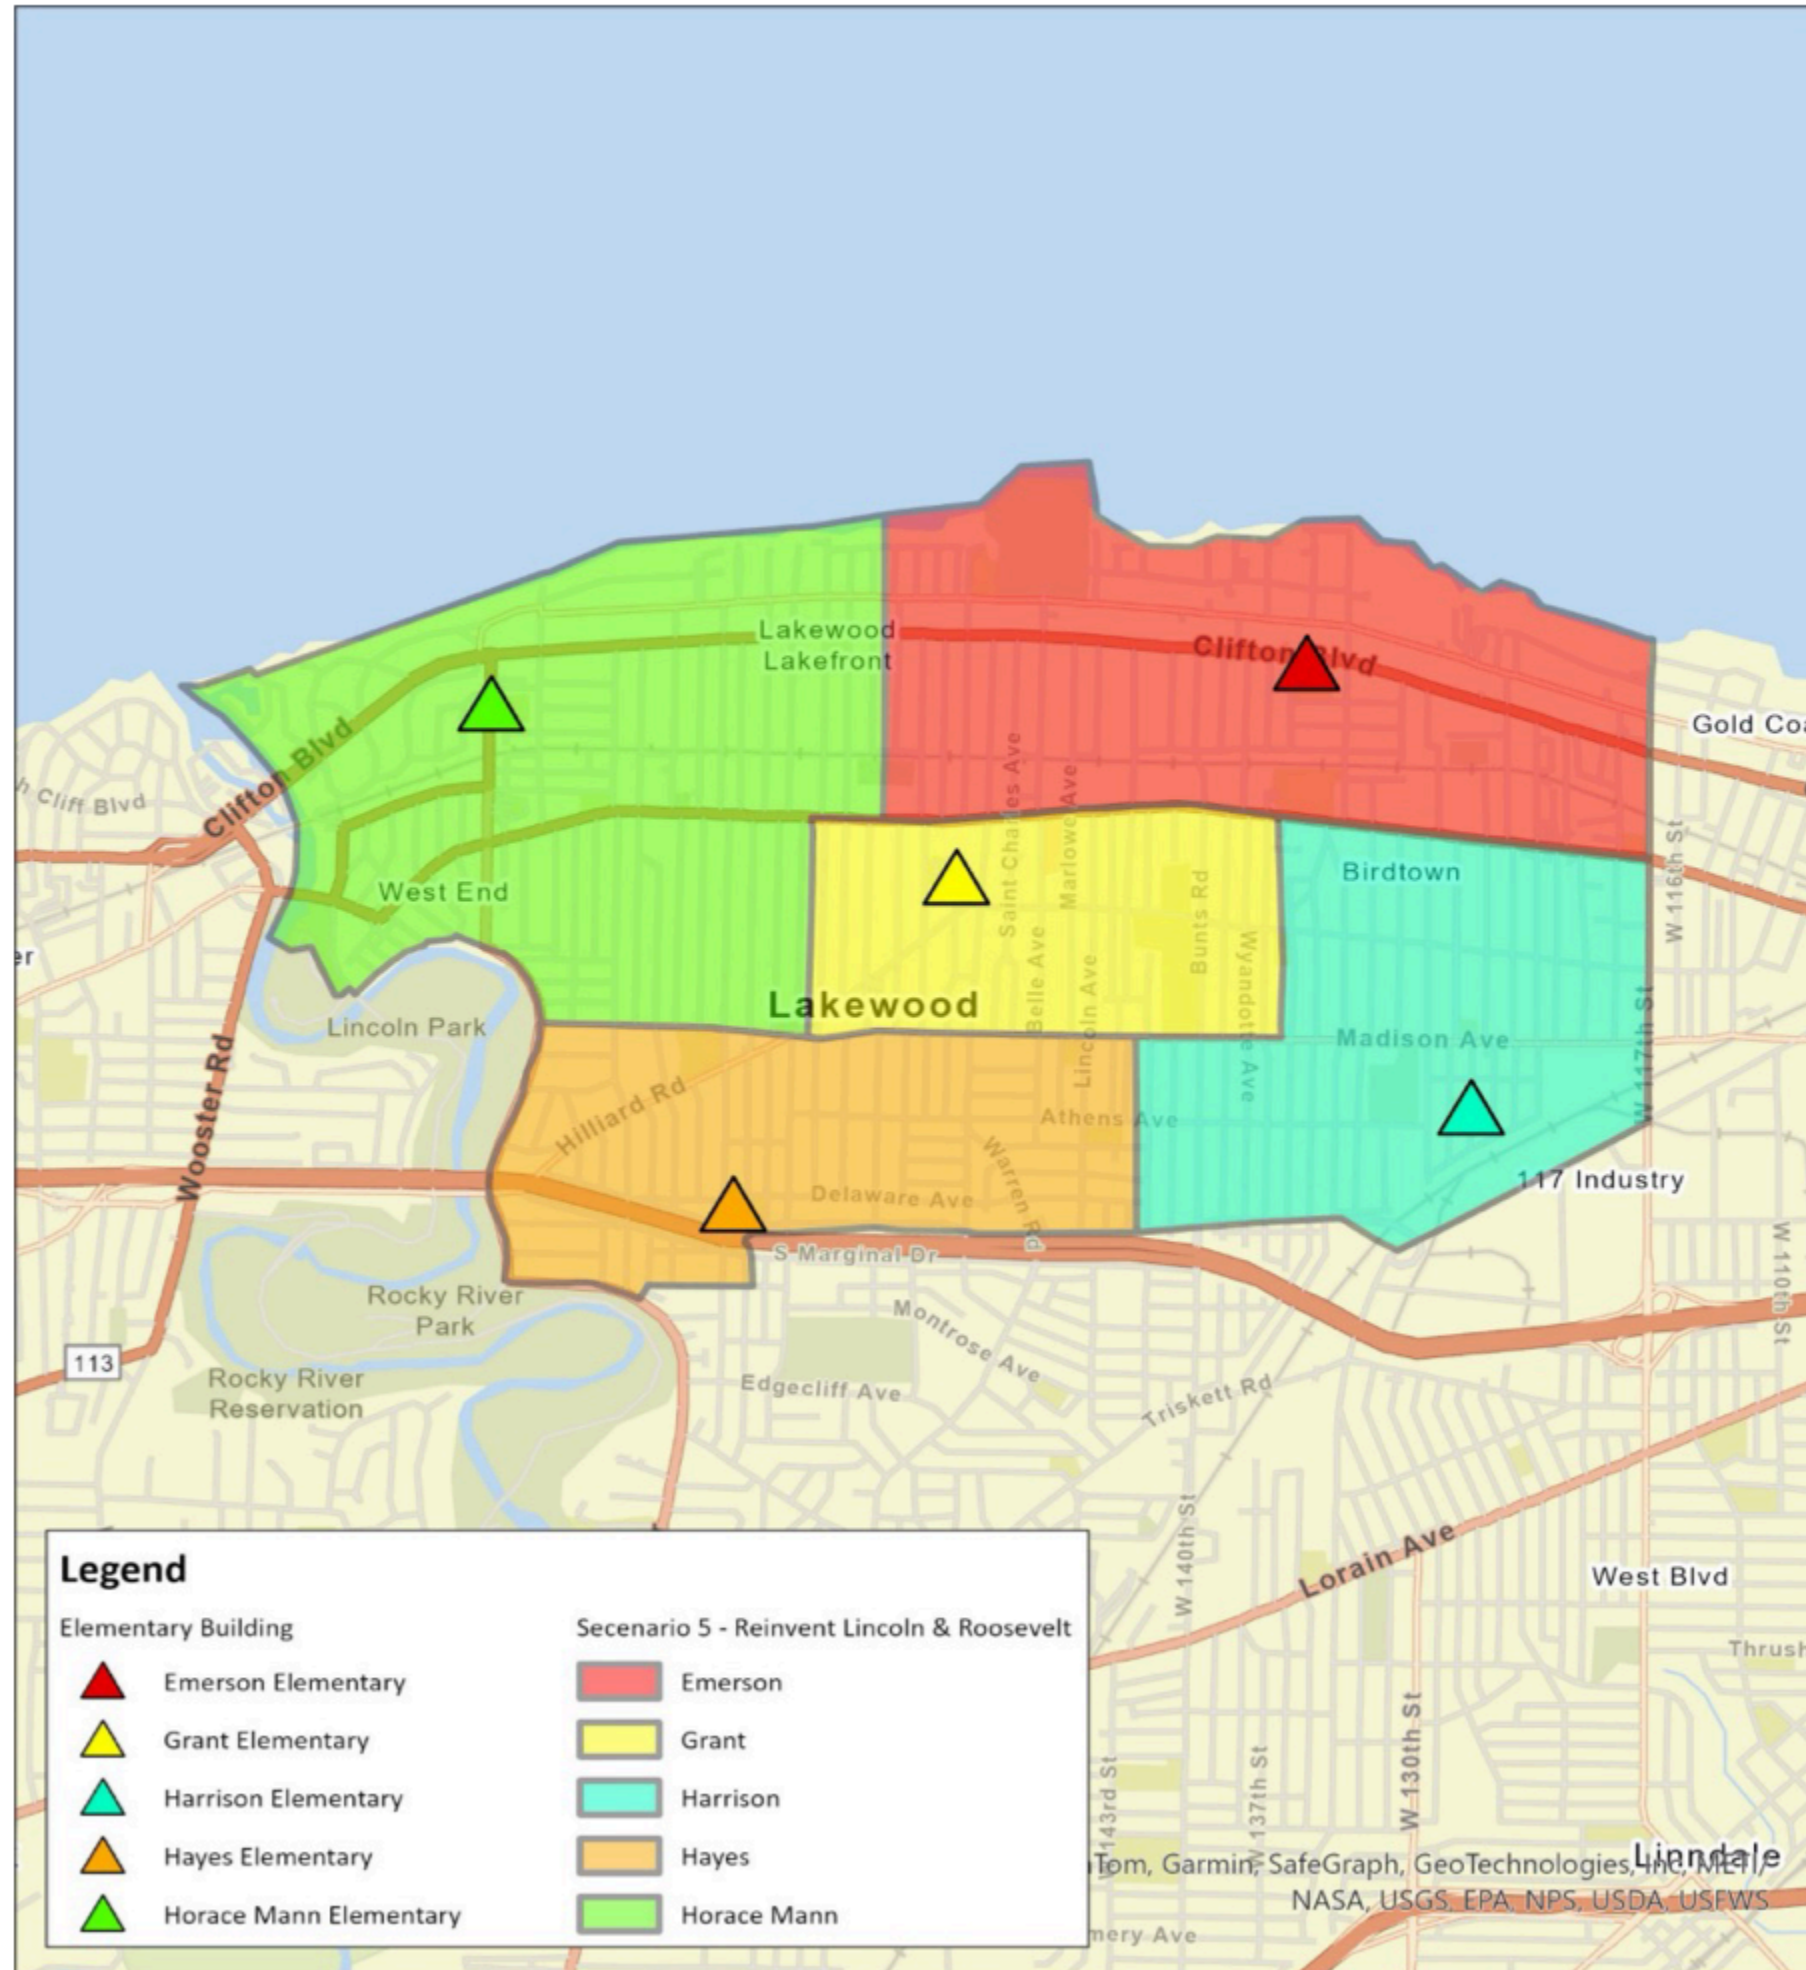 Lakewood
Lakefront
Clifton Blvd
Gold Coa
Clifton Blvd
h Cliff Blvd
Saint Charles Ave
Marlowe Ave
W 116th St
Birdtown
West End
Bunts Rd
er
Belle Ave
Lincoln Ave
Wyandotte Ave
Lakewood
Lincoln Park
Madison Ave
W 117th St
Wooster Rd
Hilliard Rd
Athens Ave
Warren Rd
117 Industry
Delaware Ave
S Marginal Dr
W 110th St
Rocky River
Park
Montrose Ave
113
Rocky River
Reservation
Edgecliff Ave
Triskett Rd
W 140th St
Lorain Ave
West Blvd
Thrush
W 130th St
W 137th St
143rd St
Linndale
Legend
Elementary Building
Emerson Elementary
Grant Elementary
Harrison Elementary
Hayes Elementary
Horace Mann Elementary
Secenario 5 - Reinvent Lincoln & Roosevelt
Emerson
Grant
Harrison
Hayes
Horace Mann
Tom, Garmin, SafeGraph, GeoTechnologies, Inc, METI/
NASA, USGS, EPA, NPS, USDA, USFWS
mery Ave